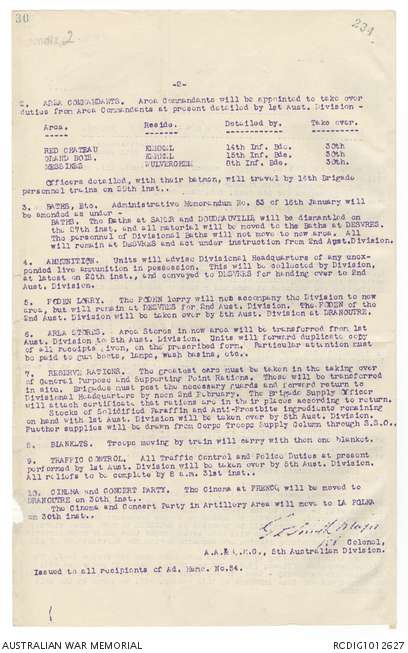 30
234
2
-2-
2. AREA COMMANDANTS. Area Commandants will be appointed to take over
duties from Area Commandants at present detailed by 1st Aust. Division -
Area. Reside. Detailed by. Take over.
RED CHATEAU KEMMEL 14th Inf. Bde. 30th
GRAND BOIS. KEMMEL 15th Inf. Bde. 30th.
MESSINES WULVERGHEM 8th Inf. Bde. 30th.
Officers detailed, with their batmen, will travel by 15th Brigade
personnel trains on 29th inst..
3. BATHS, Etc. Administrative Memorandum No. 53 of 16th January will
be amended as under -
BATHS. The Baths at SAMER and DOUDEAUVILLE will be dismantled on
the 27th inst. and all material will be moved to the Baths at DESVRES.
The personnel of Divisional Baths will not move to new area. All
will remain at DESVRES and act under instruction from 2nd Aust.Division.
4. AMMUNITION. Units will advise Divisional Headquarters of any unex-
pended live ammunition in possession. This will be collected by Division,
at latest on 28th inst., and conveyed to DESVRES for handing over to 2nd
Aust. Division.
5. FODEN LORRY. The FODEN lorry will not accompany the Division to new
area, but will remain at DESVRES for 2nd Aust. Division. The FODEN of the
2nd Aust. Division will be taken over by 5th Aust. Division at DRANOUTRE.
6. AREA STORES. Area Stores in new area will be transferred from 1st
Aust. Division to 5th Aust. Division. Units will forward duplicate copy
of all receipts given, on the prescribed form. Particular attention must
be paid to gum boots, lamps, wash basins, etc..
7. RESERVE RATIONS. The greatest care must be taken in the taking over
of General Purpose and Supporting Point Rations. These will be transferred
in situ. Brigades must post the necessary guards and forward return to
Divisional Headquarters by noon 2nd February. The Brigade Supply Officer
will attach certificate that rations are in the places according to return.
Stocks of Solidified Paraffin and Anti-Frostbite ingredients remaining
on hand with 1st Aust. Division will be taken over by 5th Aust. Division.
Further supplies will be drawn from Corps Troops Supply Column through S.S.O..
8. BLANKETS. Troops moving by train will carry with them one blanket.
9. TRAFFIC CONTROL. All Traffic Control and Police Duties at present
performed by 1st Aust. Division will be taken over by 5th Aust. Division.
All reliefs to be complete by 8 a.m. 31st inst..
10. CINEMA and CONCERT PARTY. The Cinema at FRENCQ will be moved to
DRANOUTRE on 30th inst..
The Cinema and Concert Party in Artillery Area will move to LA POLKA
on 30th inst..
Major
for Colonel,
A.A.& Q.M.G., 5th Australian Division.
Issued to all recipients of Ad. Memo. No.54.
AUSTRALIAN WAR MEMORIAL RCDIG1012627